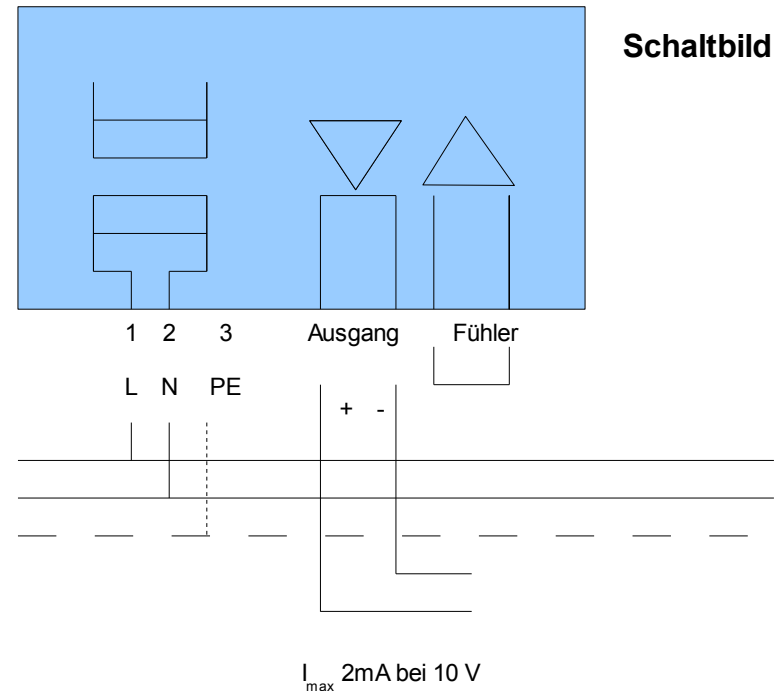 Schaltbild
1 2 3 Ausgang Fühler
L N PE
+ -
Imax 2mA bei 10 V